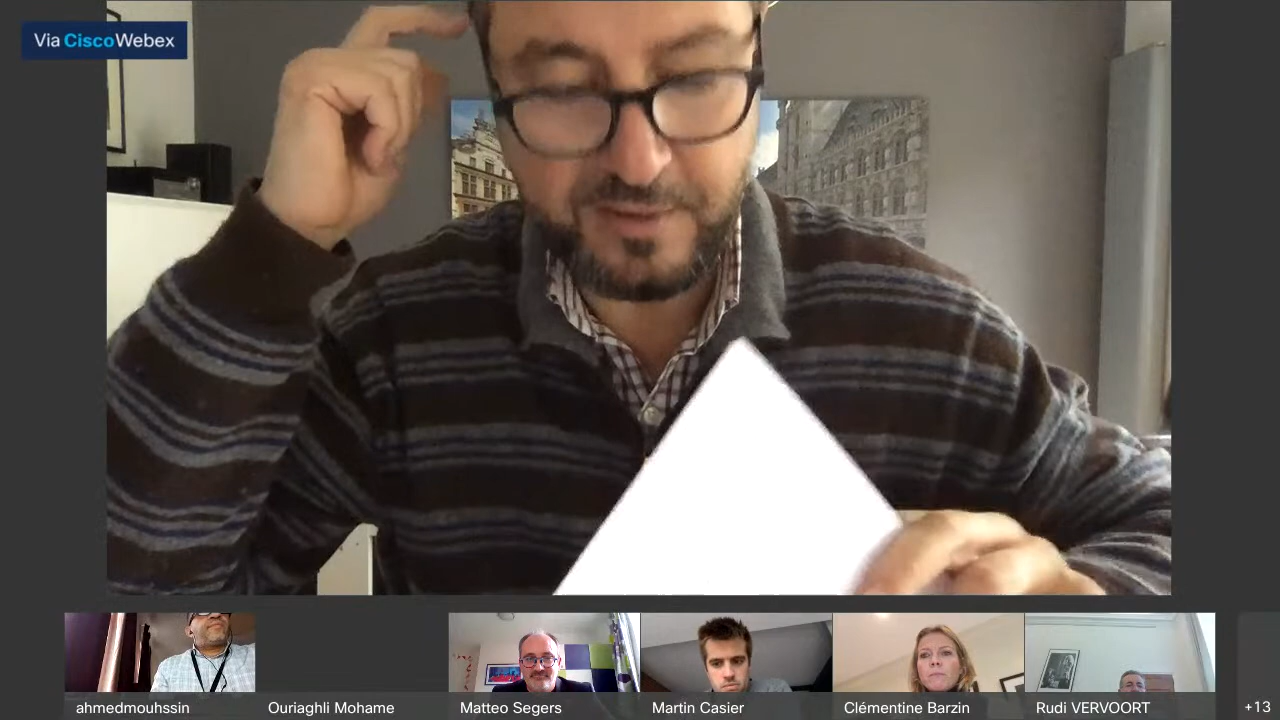 Via CiscoWebex
ahmedmouhssin
Ouriaghli Mohame
Matteo Segers
Martin Casier
Clémentine Barzin
Rudi VERVOORT
+13